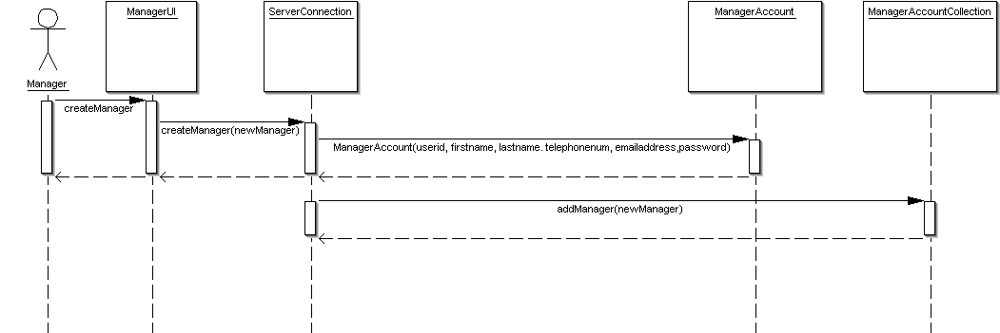 ManagerUI
ServerConnection
ManagerAccount
ManagerAccountCollection
Manager
createManager
createManager(newManager)
ManagerAccount(userid, firstname, lastname. telephonenum, emailaddress,password)
addManager(newManager)